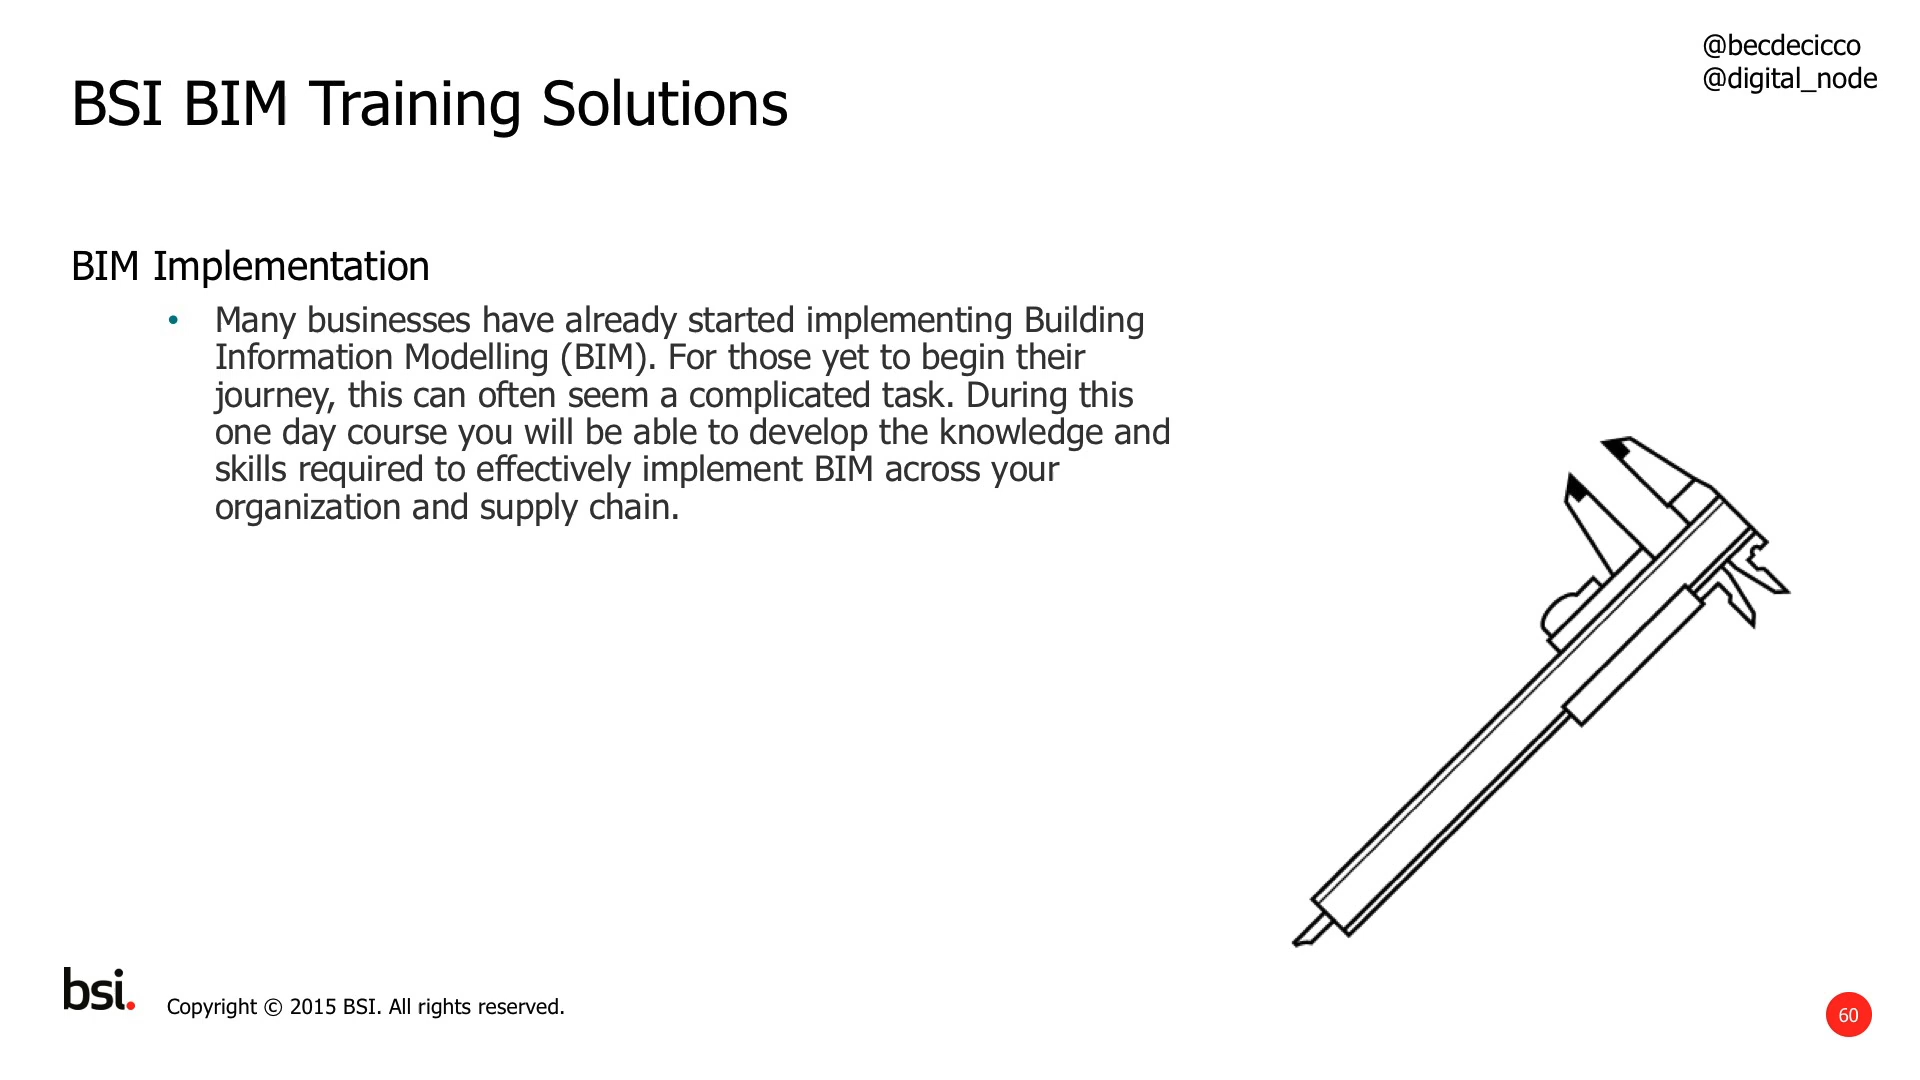 @becdecicco
@digital_node
BSI BIM Training Solutions
BIM Implementation
• Many businesses have already started implementing Building
Information Modelling (BIM). For those yet to begin their
journey, this can often seem a complicated task. During this
one day course you will be able to develop the knowledge and
skills required to effectively implement BIM across your
organization and supply chain.
bsi.
Copyright © 2015 BSI. All rights reserved.
60